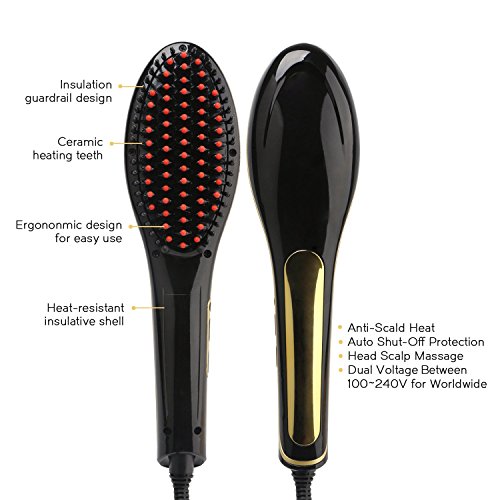 Insulation
guardrail design
Ceramic
heating teeth
Ergononmic design
for easy use
Heat-resistant
insulative shell
Anti-Scald Heat
Auto Shut-Off Protection
Head Scalp Massage
Dual Voltage Between
100~240V for Worldwide